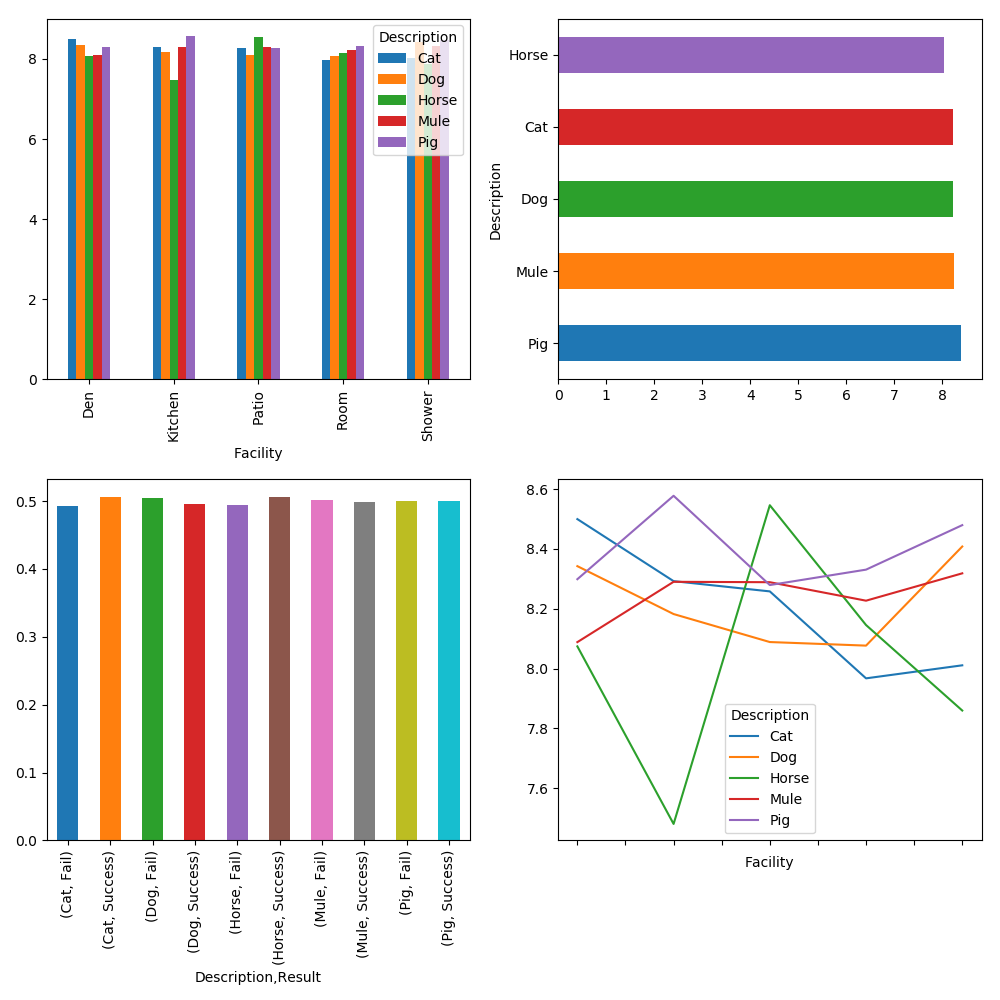 8
6
4
2
0
Description
Cat
Dog
Horse
Mule
Pig
Den
Kitchen
Patio
Room
Shower
Facility
Description
Horse
Cat
Dog
Mule
Pig
0 1 2 3 4 5 6 7 8
0.5
0.4
0.3
0.2
0.1
0.0
(Cat, Fail)
(Cat, Success)
(Dog, Fail)
(Dog, Success)
(Horse, Fail)
(Horse, Success)
(Mule, Fail)
(Mule, Success)
(Pig, Fail)
(Pig, Success)
Description,Result
8.6
8.4
8.2
8.0
7.8
7.6
Description
Cat
Dog
Horse
Mule
Pig
Facility